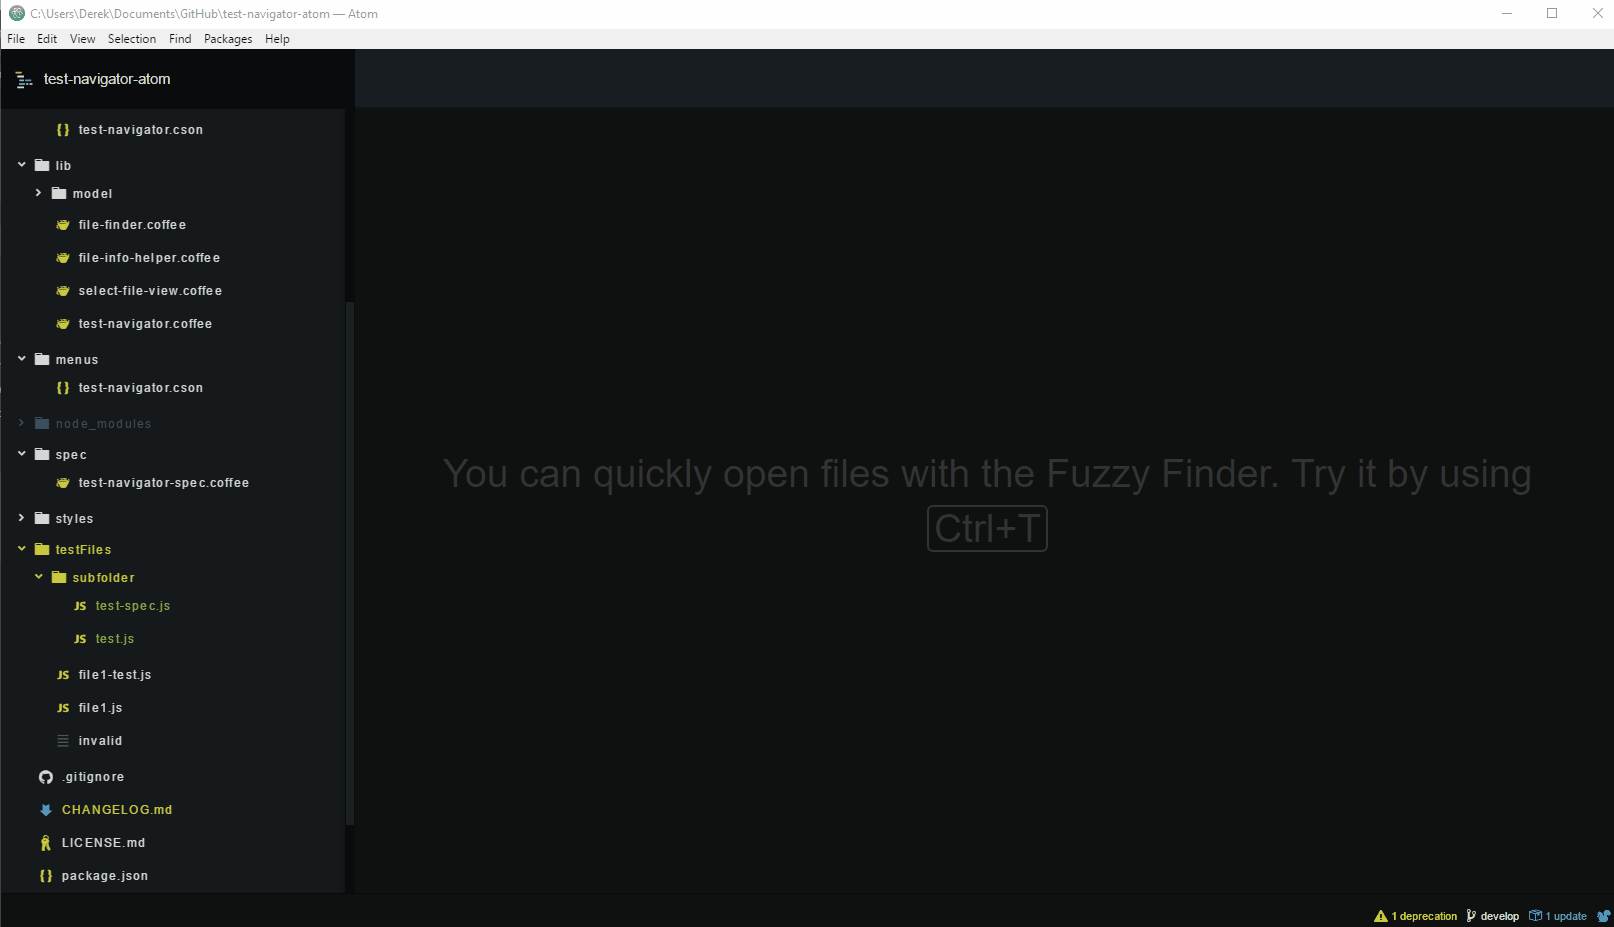 C:\Users\Derek\Documents\GitHub\test-navigator-atom — Atom
File Edit View Selection Find Packages Help
test-navigator-atom
test-navigator.cson
lib
model
file-finder.coffee
file-info-helper.coffee
select-file-view.coffee
test-navigator.coffee
menus
test-navigator.cson
node_modules
spec
test-navigator-spec.coffee
styles
testFiles
subfolder
JS test-spec.js
JS test.js
JS file1-test.js
JS file1.js
invalid
.gitignore
CHANGELOG.md
LICENSE.md
package.json
You can quickly open files with the Fuzzy Finder. Try it by using
Ctrl+T
1 deprecation develop 1 update